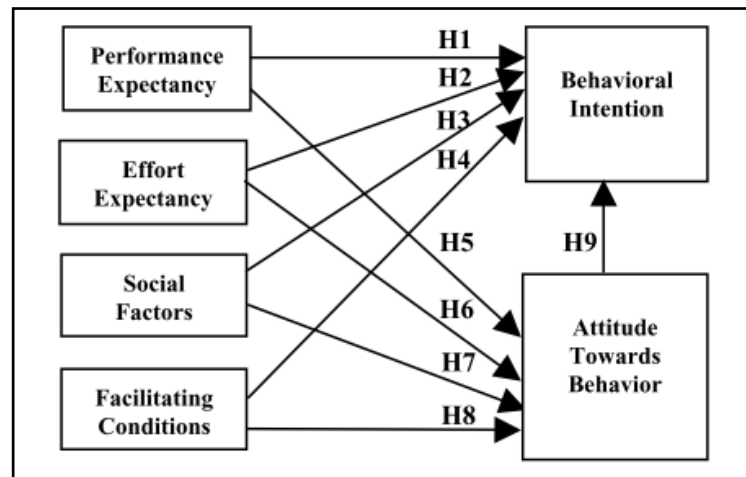 Performance
Expectancy
Effort
Expectancy
Social
Factors
Facilitating
Conditions
H1
H2
H3
H4
H5
H6
H7
H8
H9
Behavioral
Intention
Attitude
Towards
Behavior